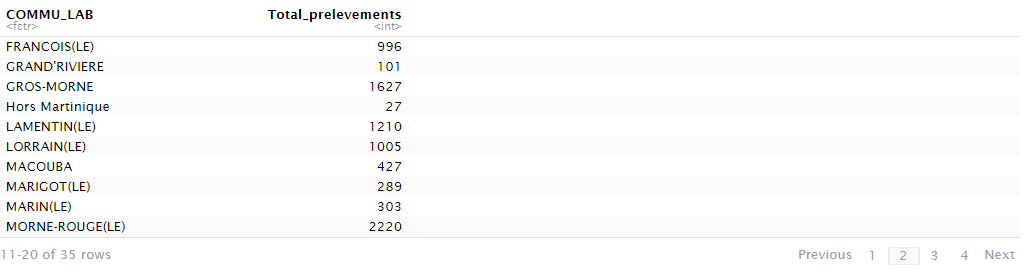 COMMU_LAB Total_prelevements
<fctr> <int>
FRANCOIS(LE) 996
GRAND'RIVIERE 101
GROS-MORNE 1627
Hors Martinique 27
LAMENTIN(LE) 1210
LORRAIN(LE) 1005
MACOUBA 427
MARIGOT(LE) 289
MARIN(LE) 303
MORNE-ROUGE(LE) 2220
11-20 of 35 rows Previous 1 2 3 4 Next